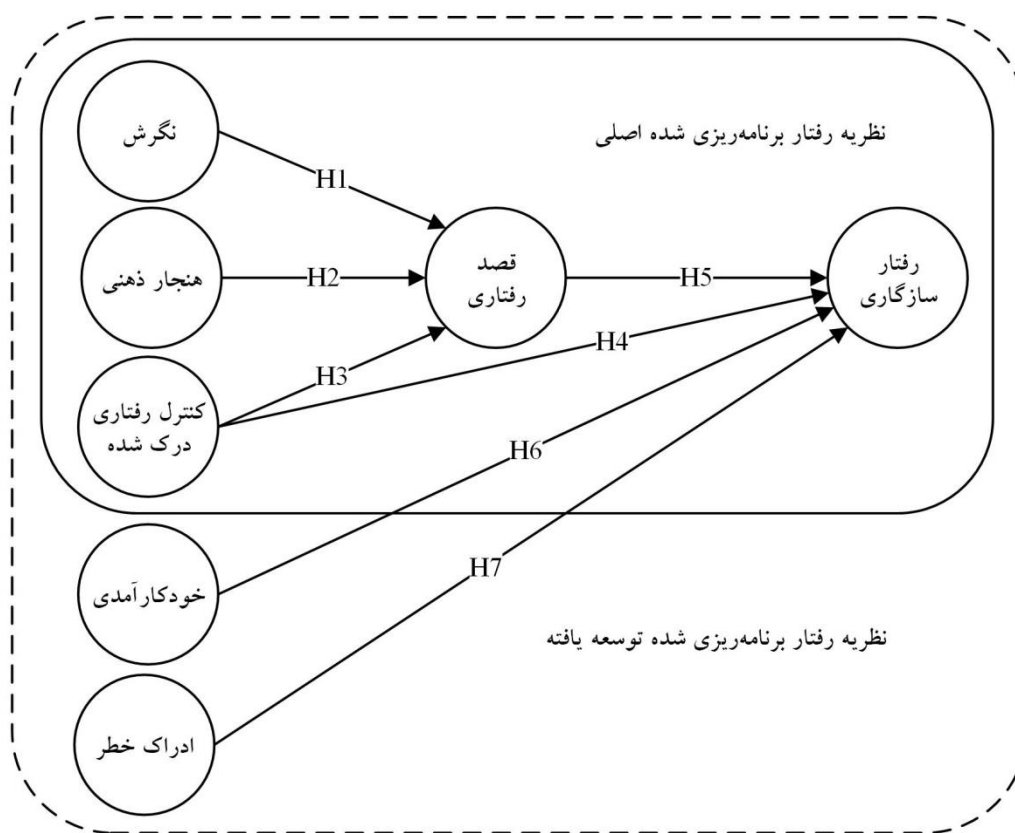 نگرش
نظریه رفتار برنامه‌ریزی شده اصلی
H1
هنجار ذهنی
H2
قصد
رفتاری
H5
رفتار
سازگاری
کنترل رفتاری
درک شده
H3
H4
H6
H7
خودکارآمدی
نظریه رفتار برنامه‌ریزی شده توسعه یافته
ادراک خطر